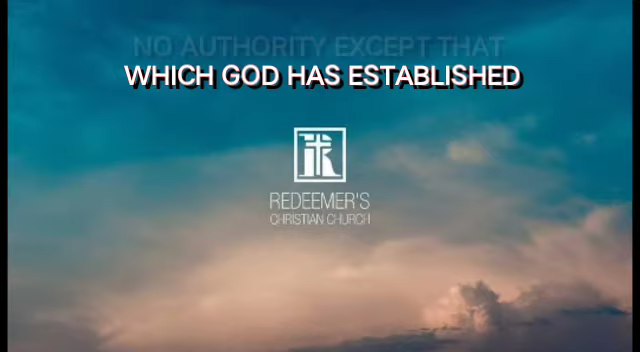 NO AUTHORITY EXCEPT THAT
WHICH GOD HAS ESTABLISHED
REDEEMER'S
CHRISTIAN CHURCH